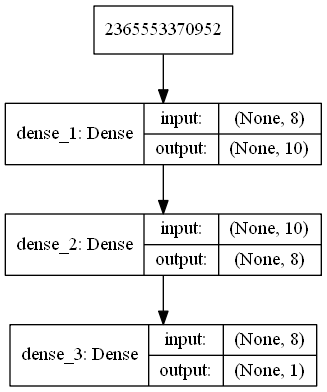 2365553370952
dense_1: Dense
input: (None, 8)
output: (None, 10)
dense_2: Dense
input: (None, 10)
output: (None, 8)
dense_3: Dense
input: (None, 8)
output: (None, 1)